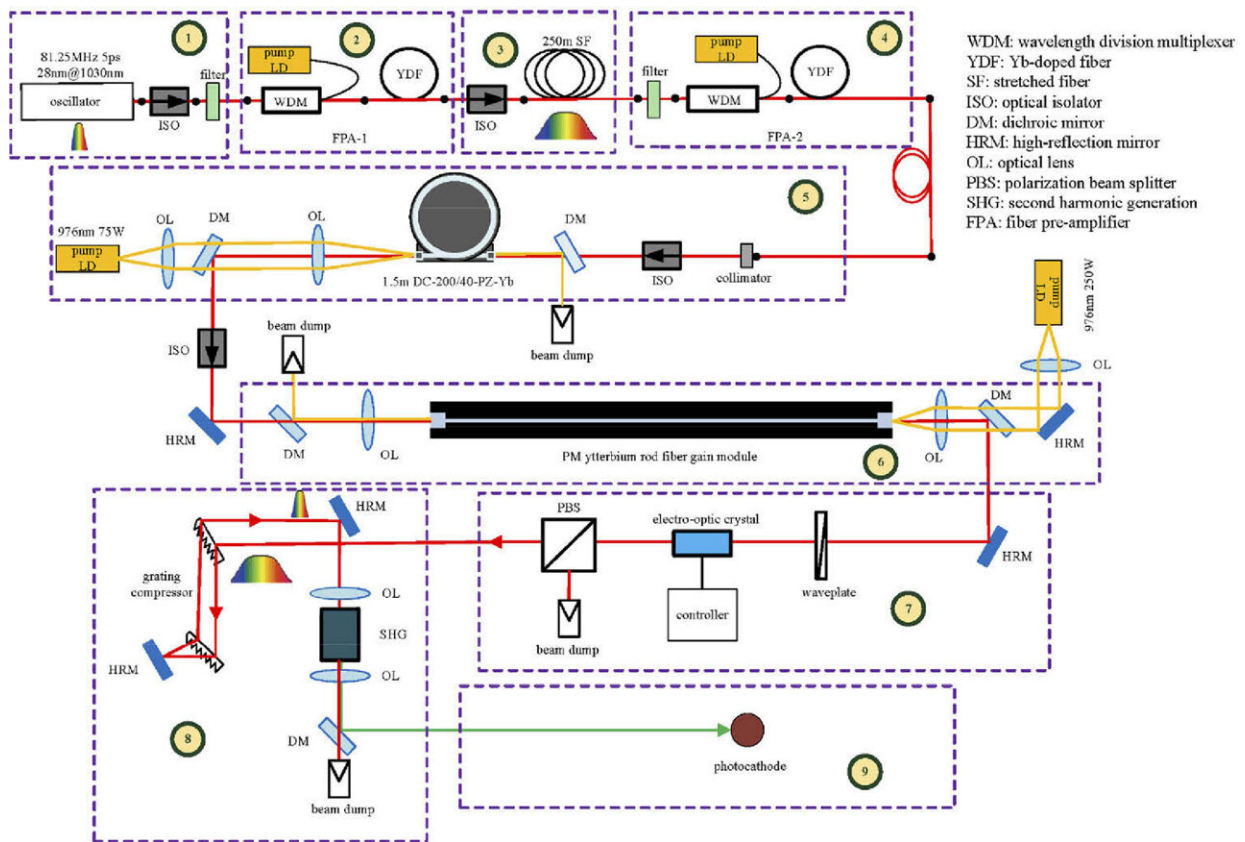 1
81.25MHz 5ps
28nm@1030nm
oscillator
ISO
filter
2
pump
LD
WDM
YDF
FPA-1
3
250m SF
ISO
4
filter
pump
LD
WDM
YDF
FPA-2
WDM: wavelength division multiplexer
YDF: Yb-doped fiber
SF: stretched fiber
ISO: optical isolator
DM: dichroic mirror
HRM: high-reflection mirror
OL: optical lens
PBS: polarization beam splitter
SHG: second harmonic generation
FPA: fiber pre-amplifier
5
976nm 75W
pump
LD
OL
DM
OL
1.5m DC-200/40-PZ-Yb
DM
ISO
collimator
beam dump
ISO
beam dump
HRM
DM
OL
PM ytterbium rod fiber gain module
6
OL
DM
HRM
OL
pump
LD
976nm 250W
HRM
PBS
electro-optic crystal
waveplate
controller
beam dump
7
HRM
grating
compressor
HRM
OL
SHG
OL
DM
beam dump
8
photocathode
9